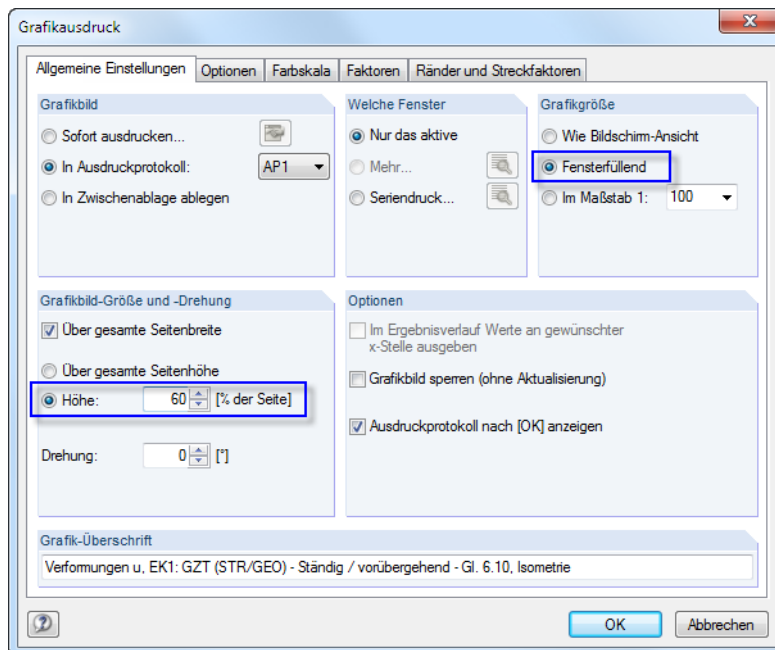 Grafikausdruck
Allgemeine Einstellungen
Optionen
Farbskala
Faktoren
Ränder und Streckfaktoren
Grafikbild
Sofort ausdrucken...
In Ausdruckprotokoll:
AP1
In Zwischenablage ablegen
Welche Fenster
Nur das aktive
Mehr...
Seriendruck...
Grafikgröße
Wie Bildschirm-Ansicht
Fensterfüllend
Im Maßstab 1:
100
Grafikbild-Größe und -Drehung
Über gesamte Seitenbreite
Über gesamte Seitenhöhe
Höhe:
60
[% der Seite]
Drehung:
0
[°]
Optionen
Im Ergebnisverlauf Werte an gewünschter
x-Stelle ausgeben
Grafikbild sperren (ohne Aktualisierung)
Ausdruckprotokoll nach [OK] anzeigen
Grafik-Überschrift
Verformungen u, EK1: GZT (STR/GEO) - Ständig / vorübergehend - Gl. 6.10, Isometrie
OK
Abbrechen